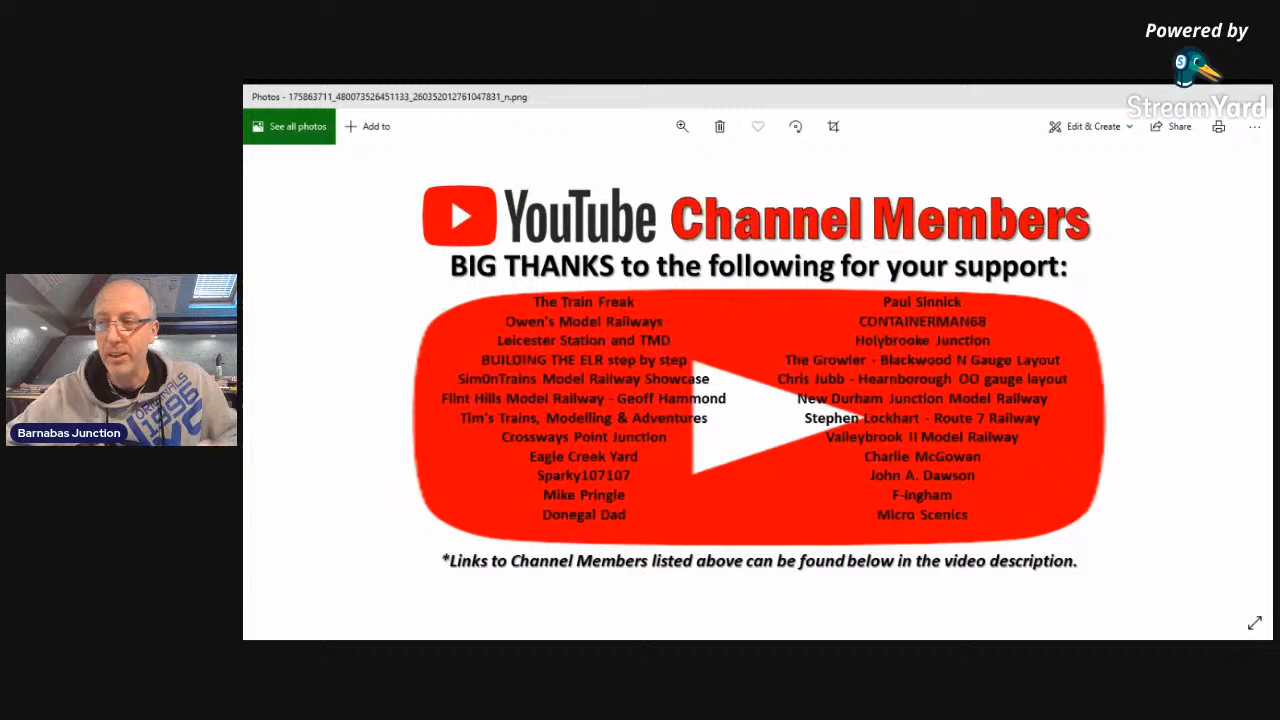 Powered by
StreamYard
Photos - 175863711_480073526451133_260352012761047831_n.png
See all photos
Add to
Edit & Create
Share
YouTube Channel Members
BIG THANKS to the following for your support:
The Train Freak
Owen's Model Railways
Leicester Station and TMD
BUILDING THE ELR step by step
Sim0nTrains Model Railway Showcase
Flint Hills Model Railway - Geoff Hammond
Tim's Trains, Modelling & Adventures
Crossways Point Junction
Eagle Creek Yard
Sparky107107
Mike Pringle
Donegal Dad
Paul Sinnick
CONTAINERMAN68
Holybrooke Junction
The Growler - Blackwood N Gauge Layout
Chris Jubb - Hearnborough OO gauge layout
New Durham Junction Model Railway
Stephen Lockhart - Route 7 Railway
Valleybrook II Model Railway
Charlie McGowan
John A. Dawson
F-ingham
Micro Scenics
*Links to Channel Members listed above can be found below in the video description.
ORIGINALS
1996
Barnabas Junction